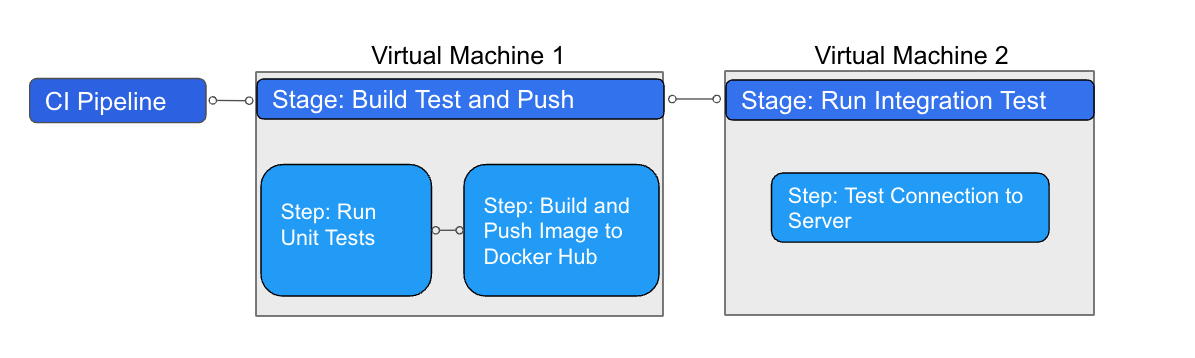 Virtual Machine 1
Virtual Machine 2
CI Pipeline
Stage: Build Test and Push
Stage: Run Integration Test
Step: Run
Unit Tests
Step: Build and
Push Image to
Docker Hub
Step: Test Connection to
Server